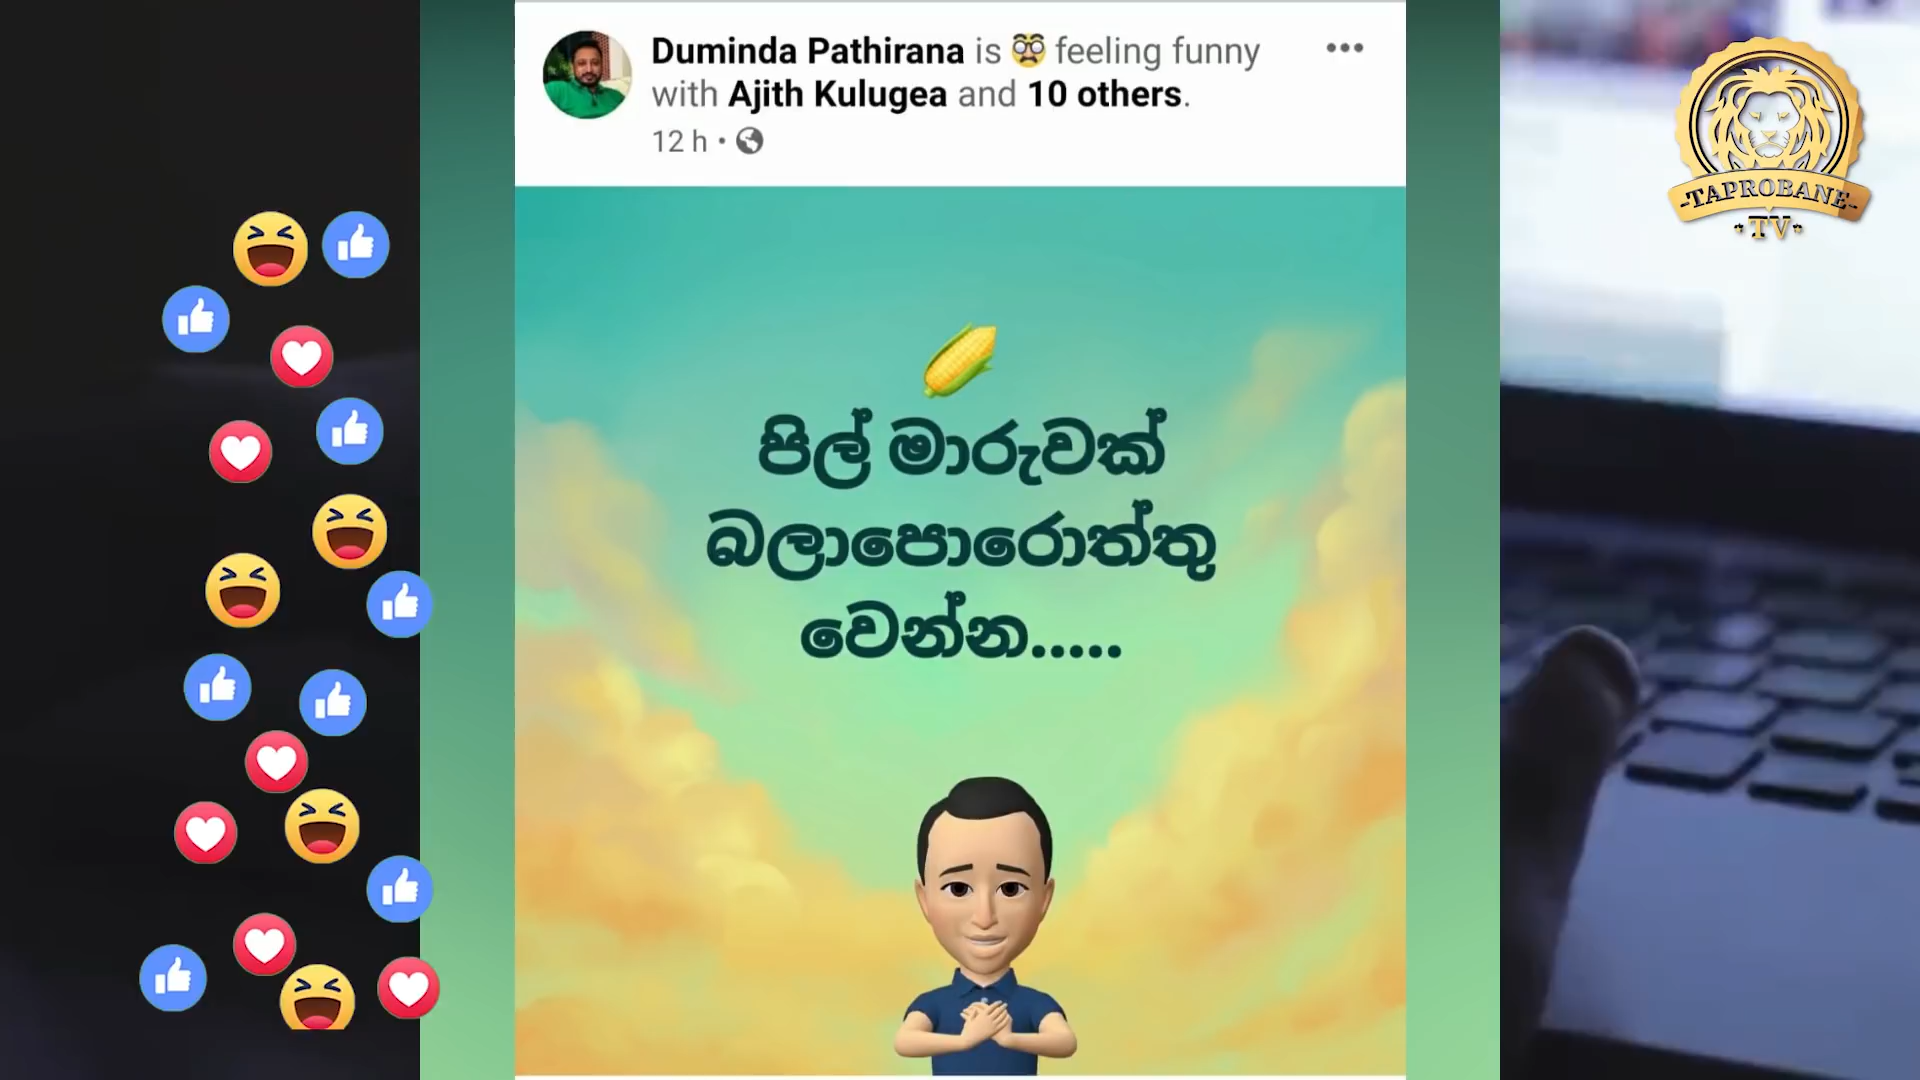 Duminda Pathirana is feeling funny
with Ajith Kulugea and 10 others.
12 h •
පිල් මාරුවක්
බලාපොරොත්තු
වෙන්න.....
-TAPROBANE-
•TV•